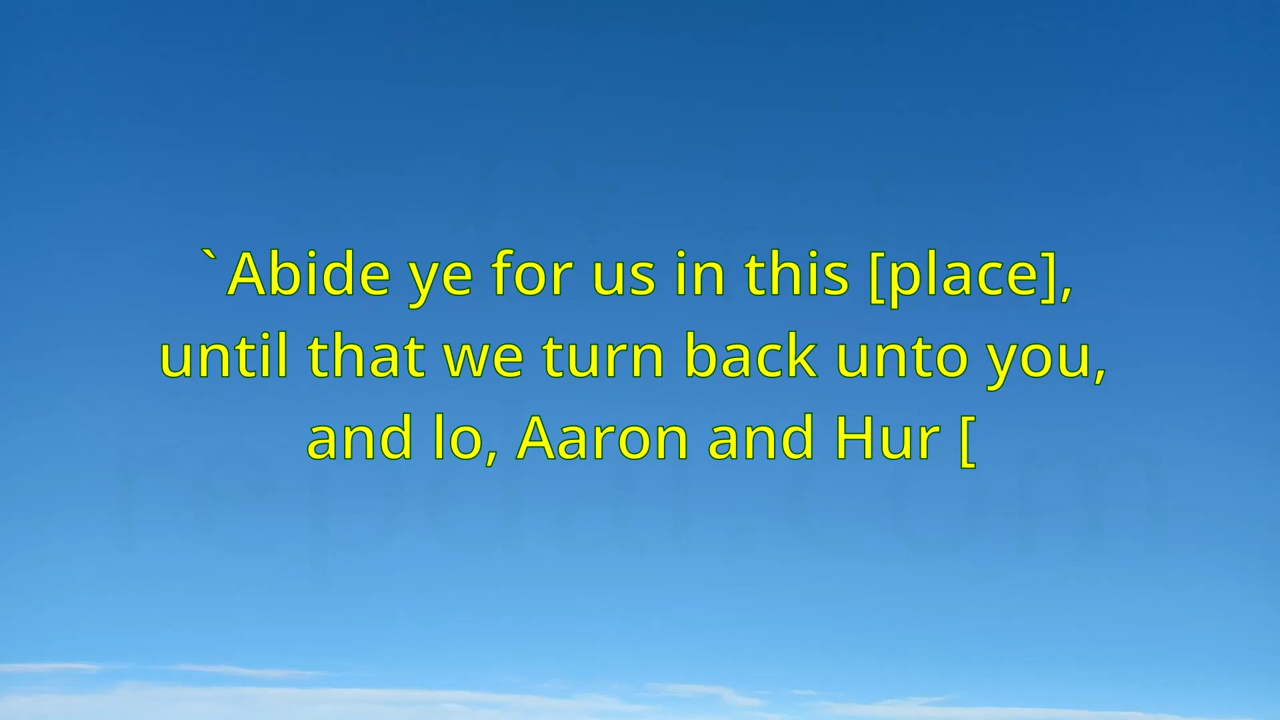 `Abide ye for us in this [place],
until that we turn back unto you,
and lo, Aaron and Hur [